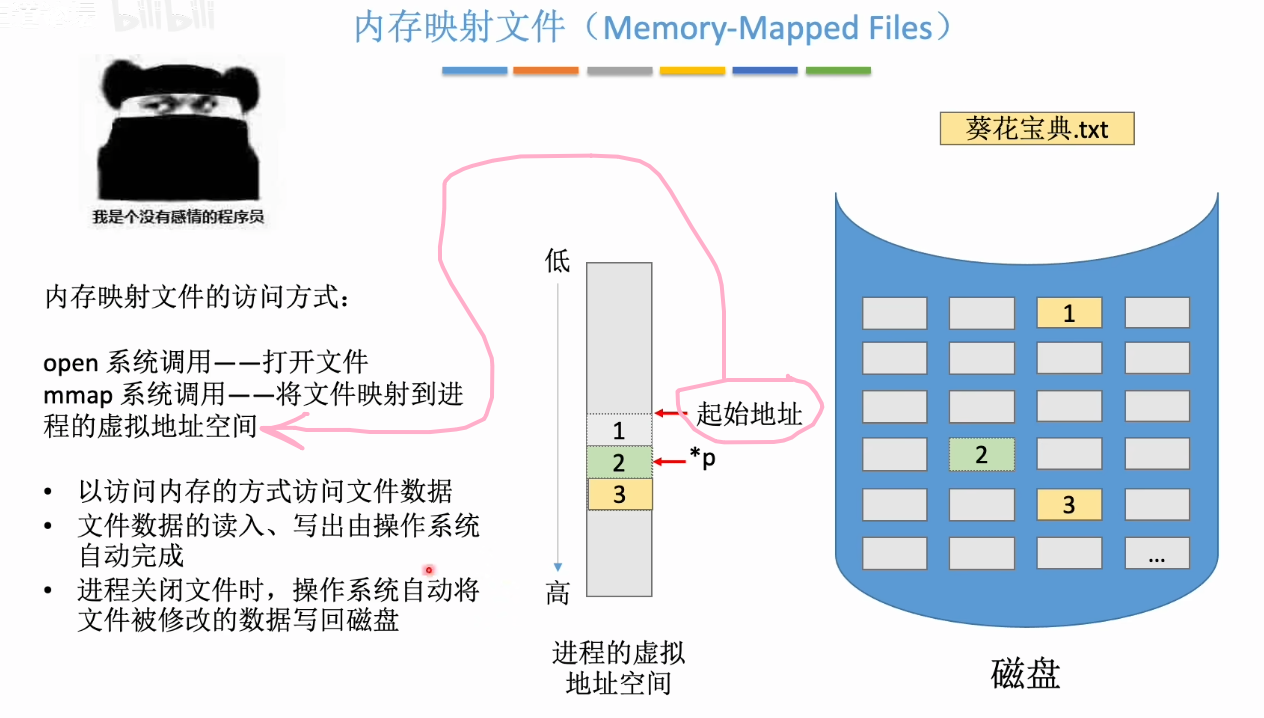 bilibili
内存映射文件（Memory-Mapped Files）
葵花宝典.txt
我是个没有感情的程序员
内存映射文件的访问方式：
open 系统调用——打开文件
mmap 系统调用——将文件映射到进
程的虚拟地址空间
• 以访问内存的方式访问文件数据
• 文件数据的读入、写出由操作系统
自动完成
• 进程关闭文件时，操作系统自动将
文件被修改的数据写回磁盘
低
起始地址
1
2
*p
3
高
进程的虚拟
地址空间
1
2
3
...
磁盘